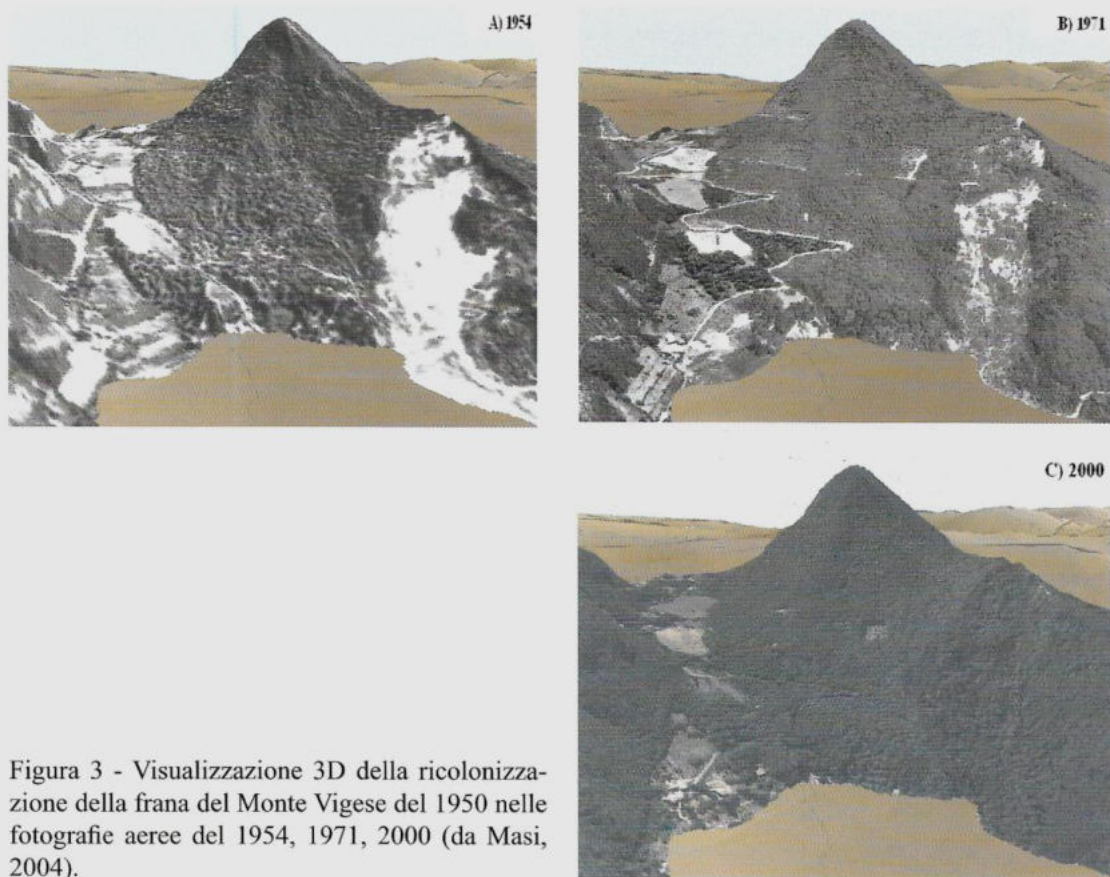 A) 1954
B) 1971
C) 2000
Figura 3 - Visualizzazione 3D della ricolonizza-
zione della frana del Monte Vigese del 1950 nelle
fotografie aeree del 1954, 1971, 2000 (da Masi,
2004).